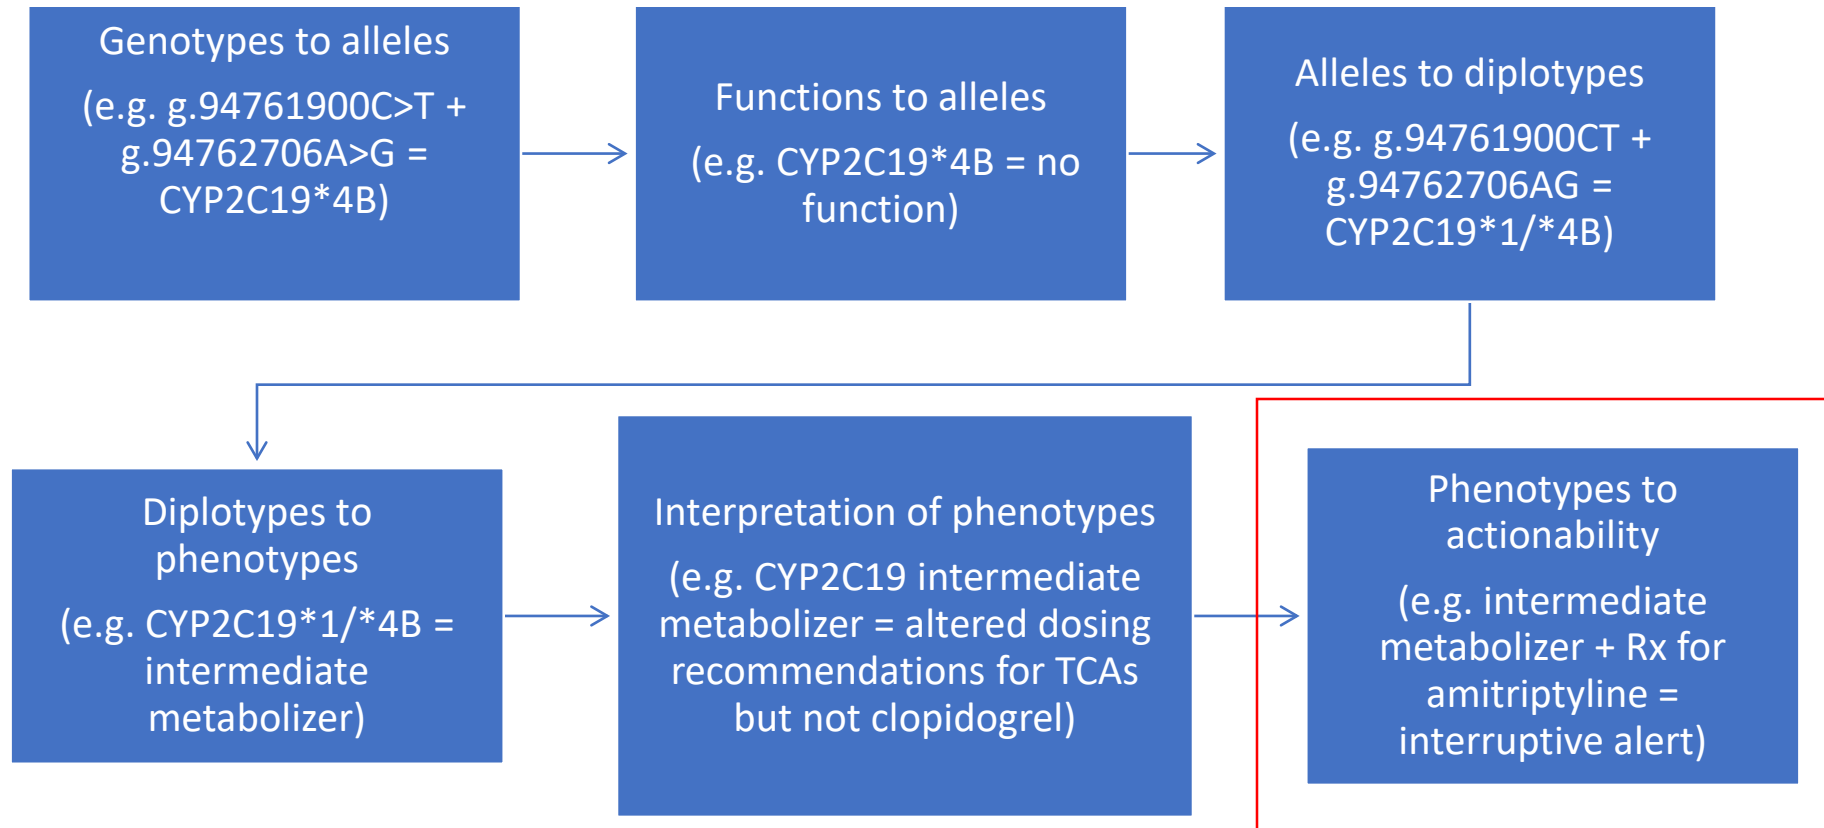 Genotypes to alleles
(e.g. g.94761900C>T +
g.94762706A>G =
CYP2C19*4B)
Functions to alleles
(e.g. CYP2C19*4B = no
function)
Alleles to diplotypes
(e.g. g.94761900CT +
g.94762706AG =
CYP2C19*1/*4B)
Diplotypes to
phenotypes
(e.g. CYP2C19*1/*4B =
intermediate
metabolizer)
Interpretation of phenotypes
(e.g. CYP2C19 intermediate
metabolizer = altered dosing
recommendations for TCAs
but not clopidogrel)
Phenotypes to
actionability
(e.g. intermediate
metabolizer + Rx for
amitriptyline =
interruptive alert)